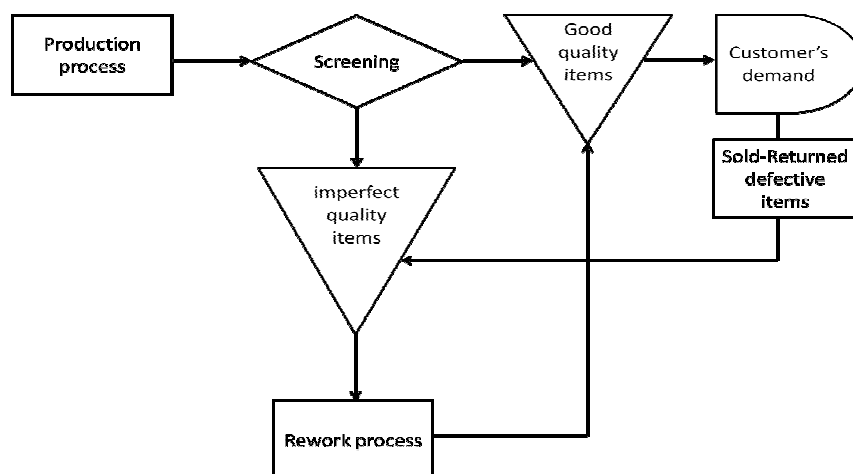 Production
process
Screening
Good
quality
items
Customer's
demand
Sold-Returned
defective
items
imperfect
quality
items
Rework process